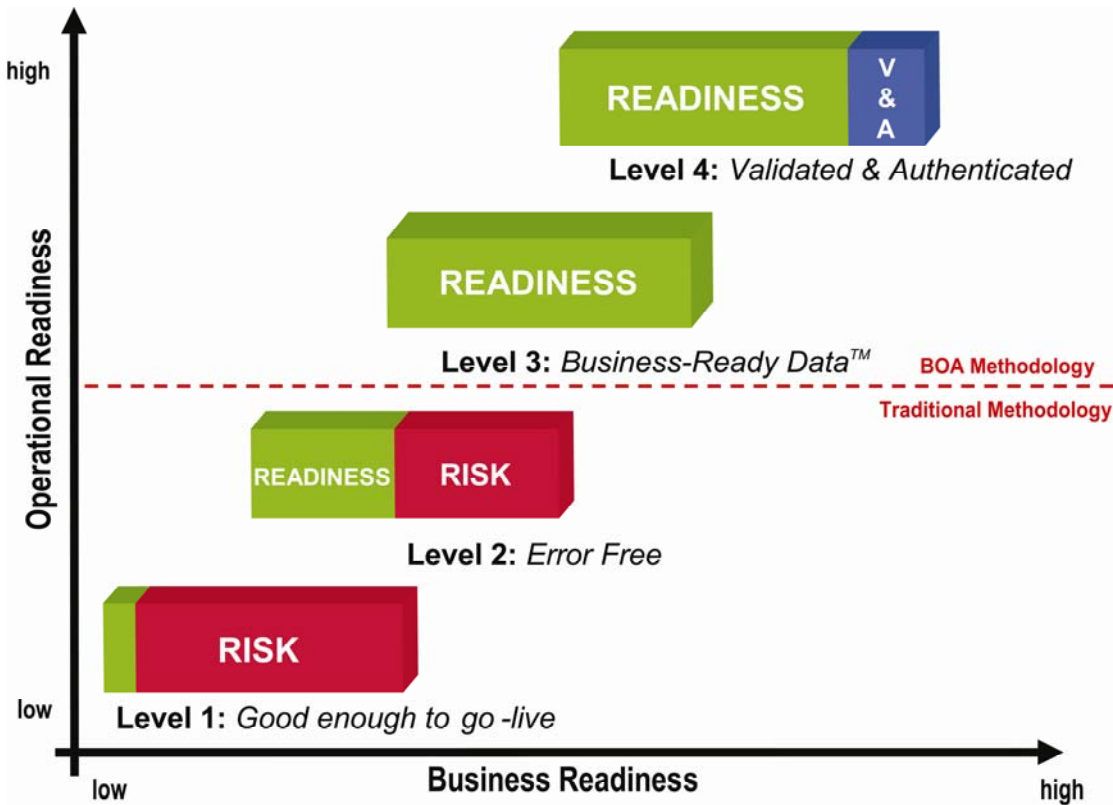 high
READINESS
V
&
A
Level 4: Validated & Authenticated
Operational Readiness
READINESS
Level 3: Business-Ready Data™
BOA Methodology
Traditional Methodology
READINESS
RISK
Level 2: Error Free
RISK
low
Level 1: Good enough to go -live
low
Business Readiness
high